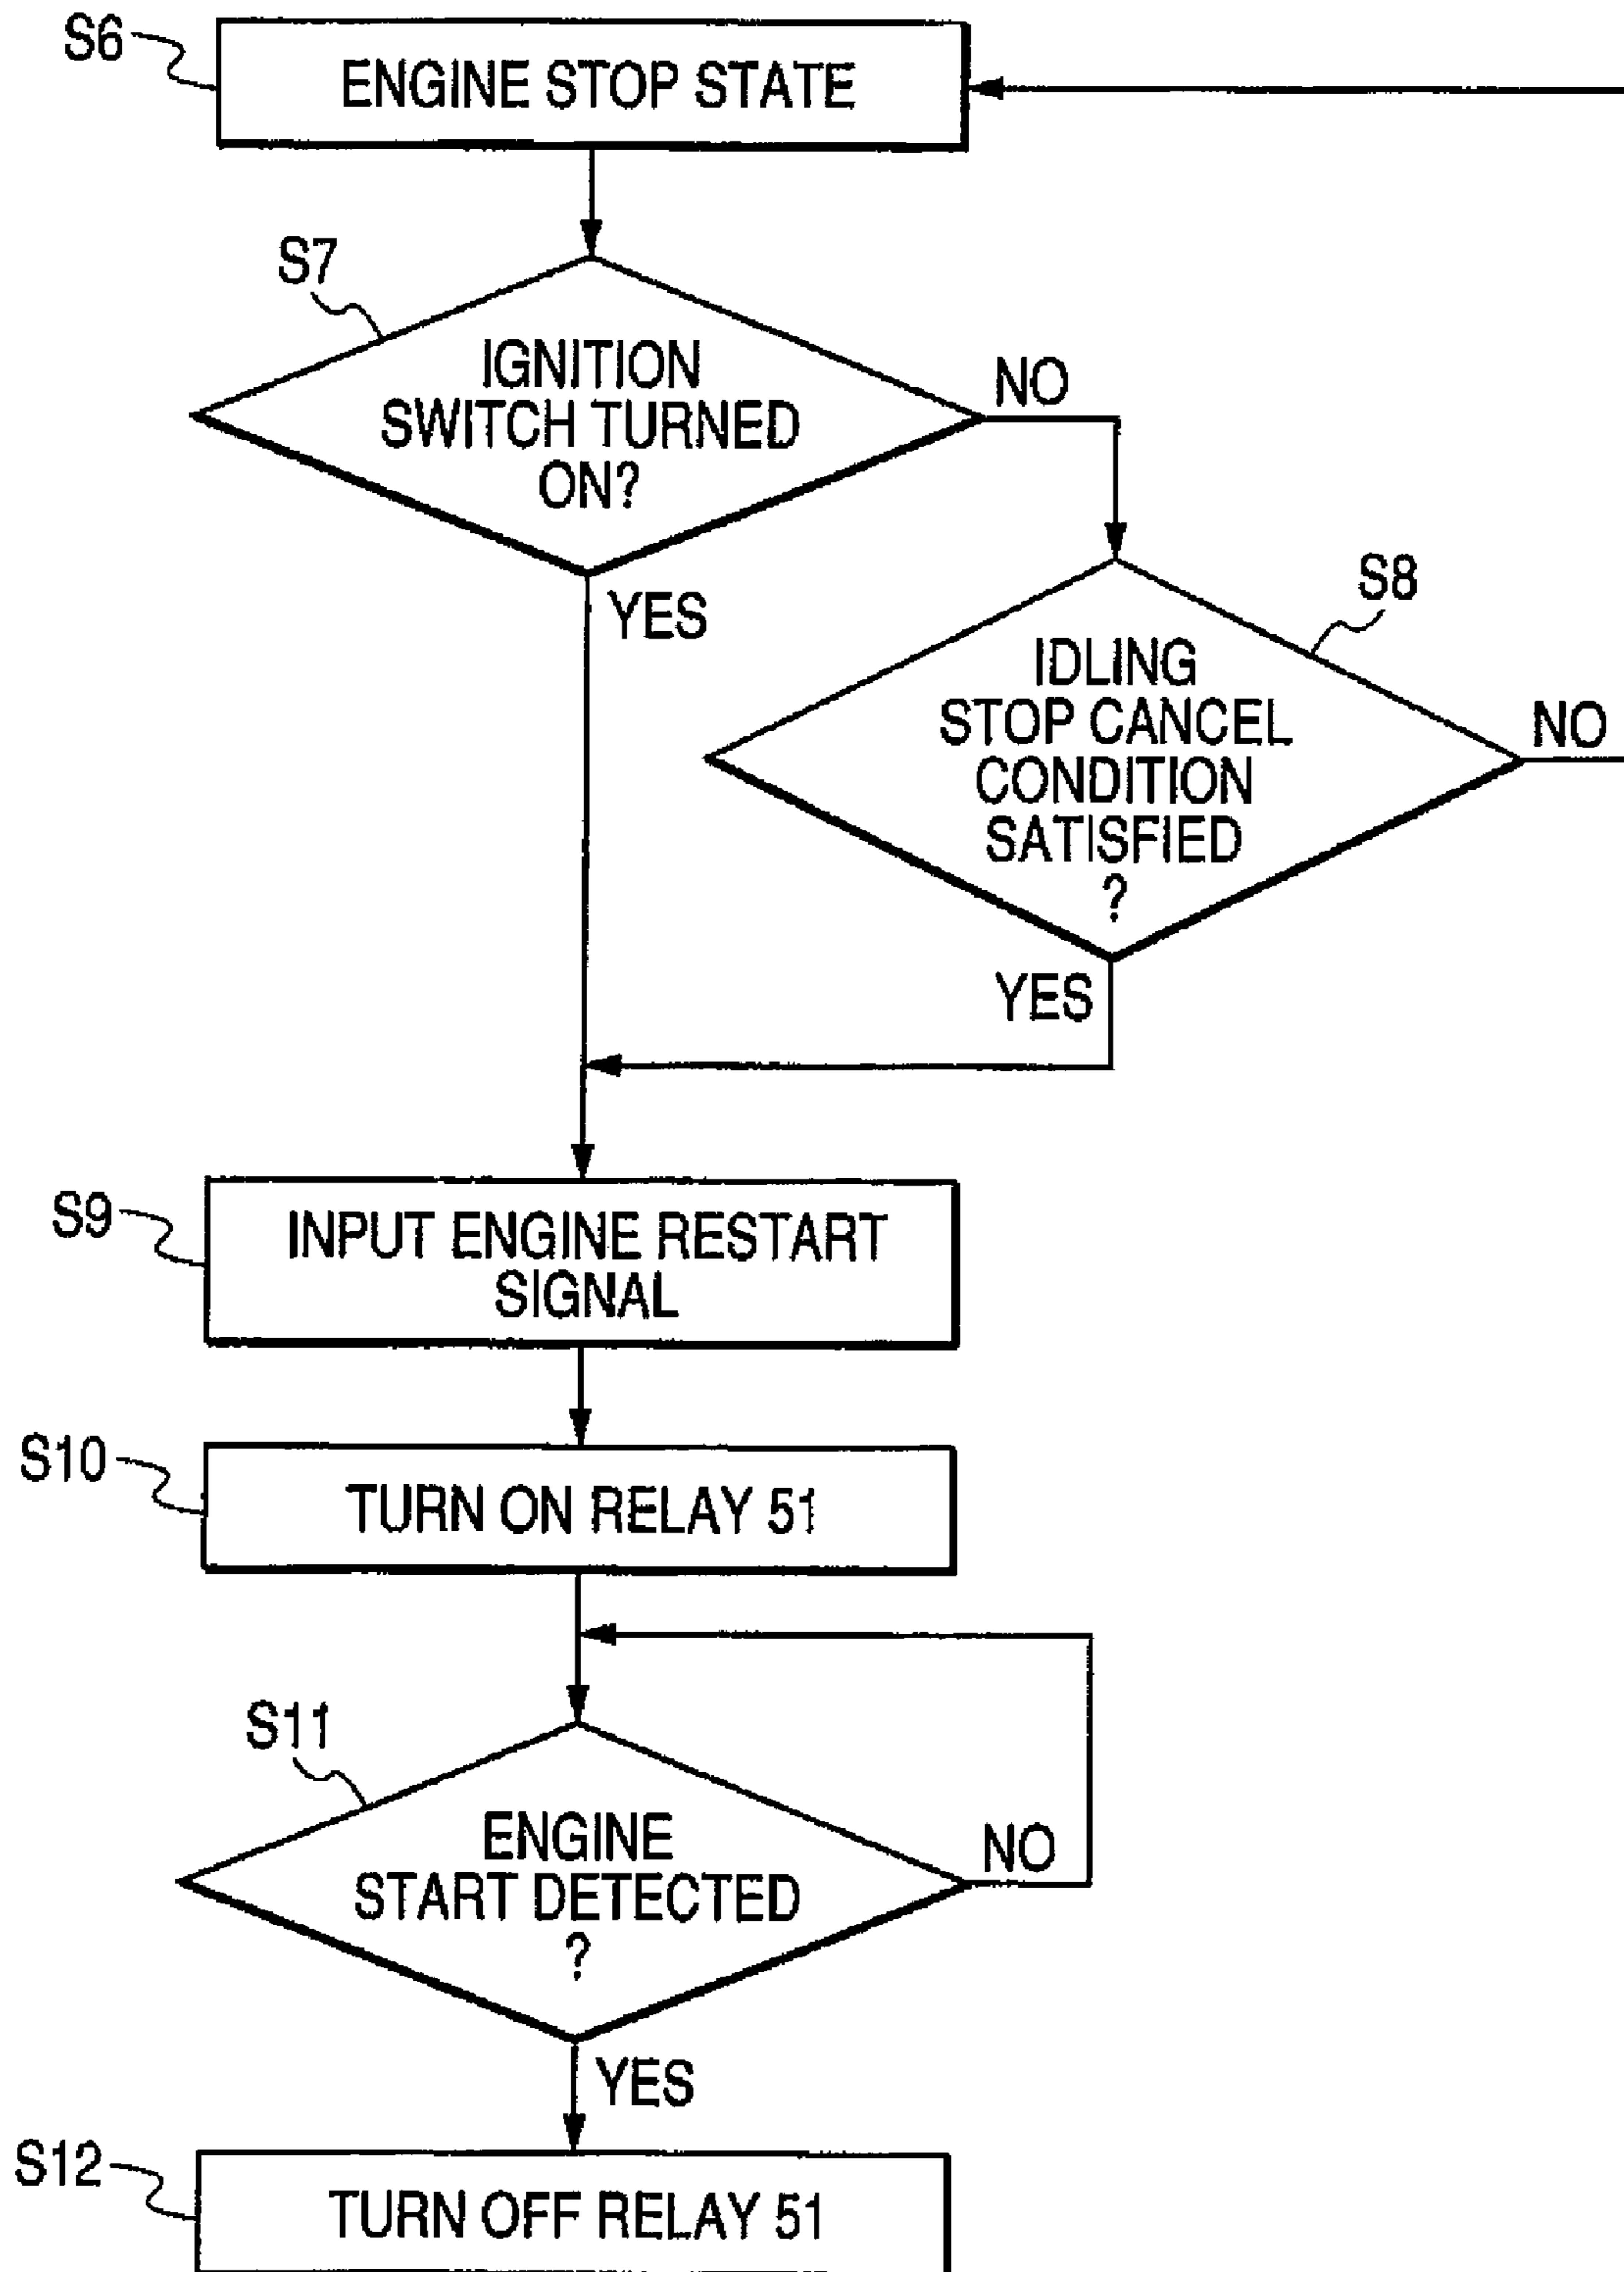 S6
ENGINE STOP STATE
S7
IGNITION
SWITCH TURNED
ON?
NO
YES
S8
IDLING
STOP CANCEL
CONDITION
SATISFIED
?
NO
YES
S9
INPUT ENGINE RESTART
SIGNAL
S10
TURN ON RELAY 51
S11
ENGINE
START DETECTED
?
NO
YES
S12
TURN OFF RELAY 51